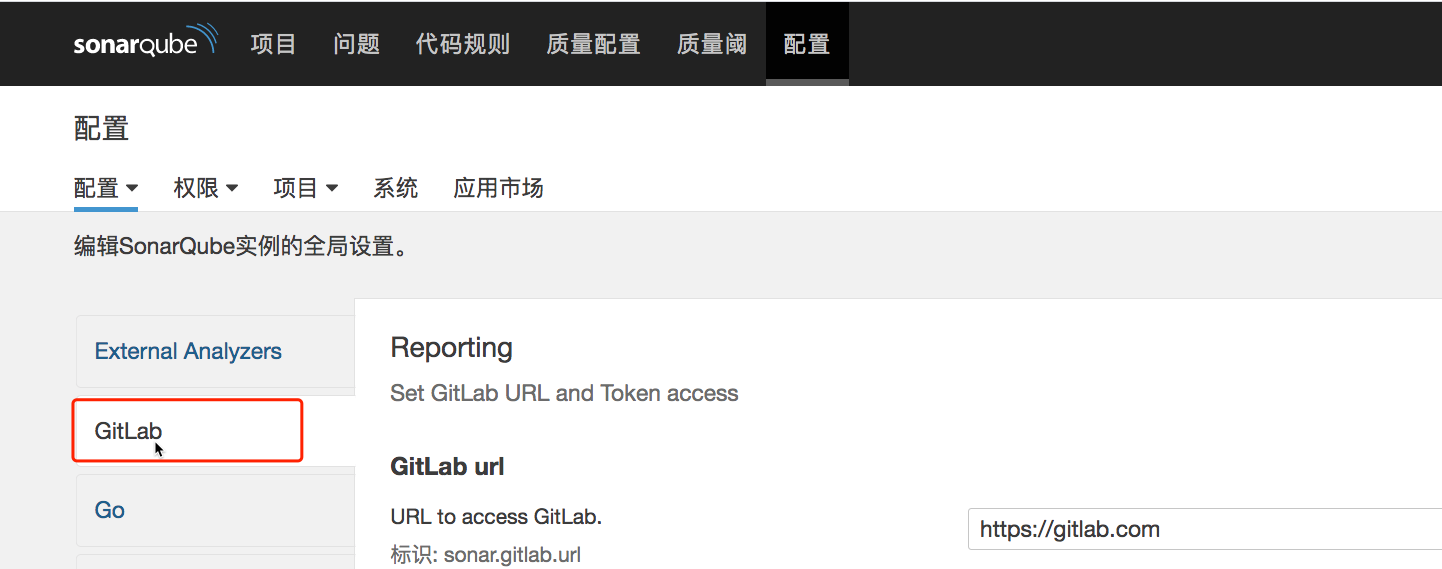 sonarqube 项目 问题 代码规则 质量配置 质量阈 配置
配置
配置 权限 项目 系统 应用市场
编辑SonarQube实例的全局设置。
External Analyzers
GitLab
Go
Reporting
Set GitLab URL and Token access
GitLab url
URL to access GitLab.
标识: sonar.gitlab.url
https://gitlab.com